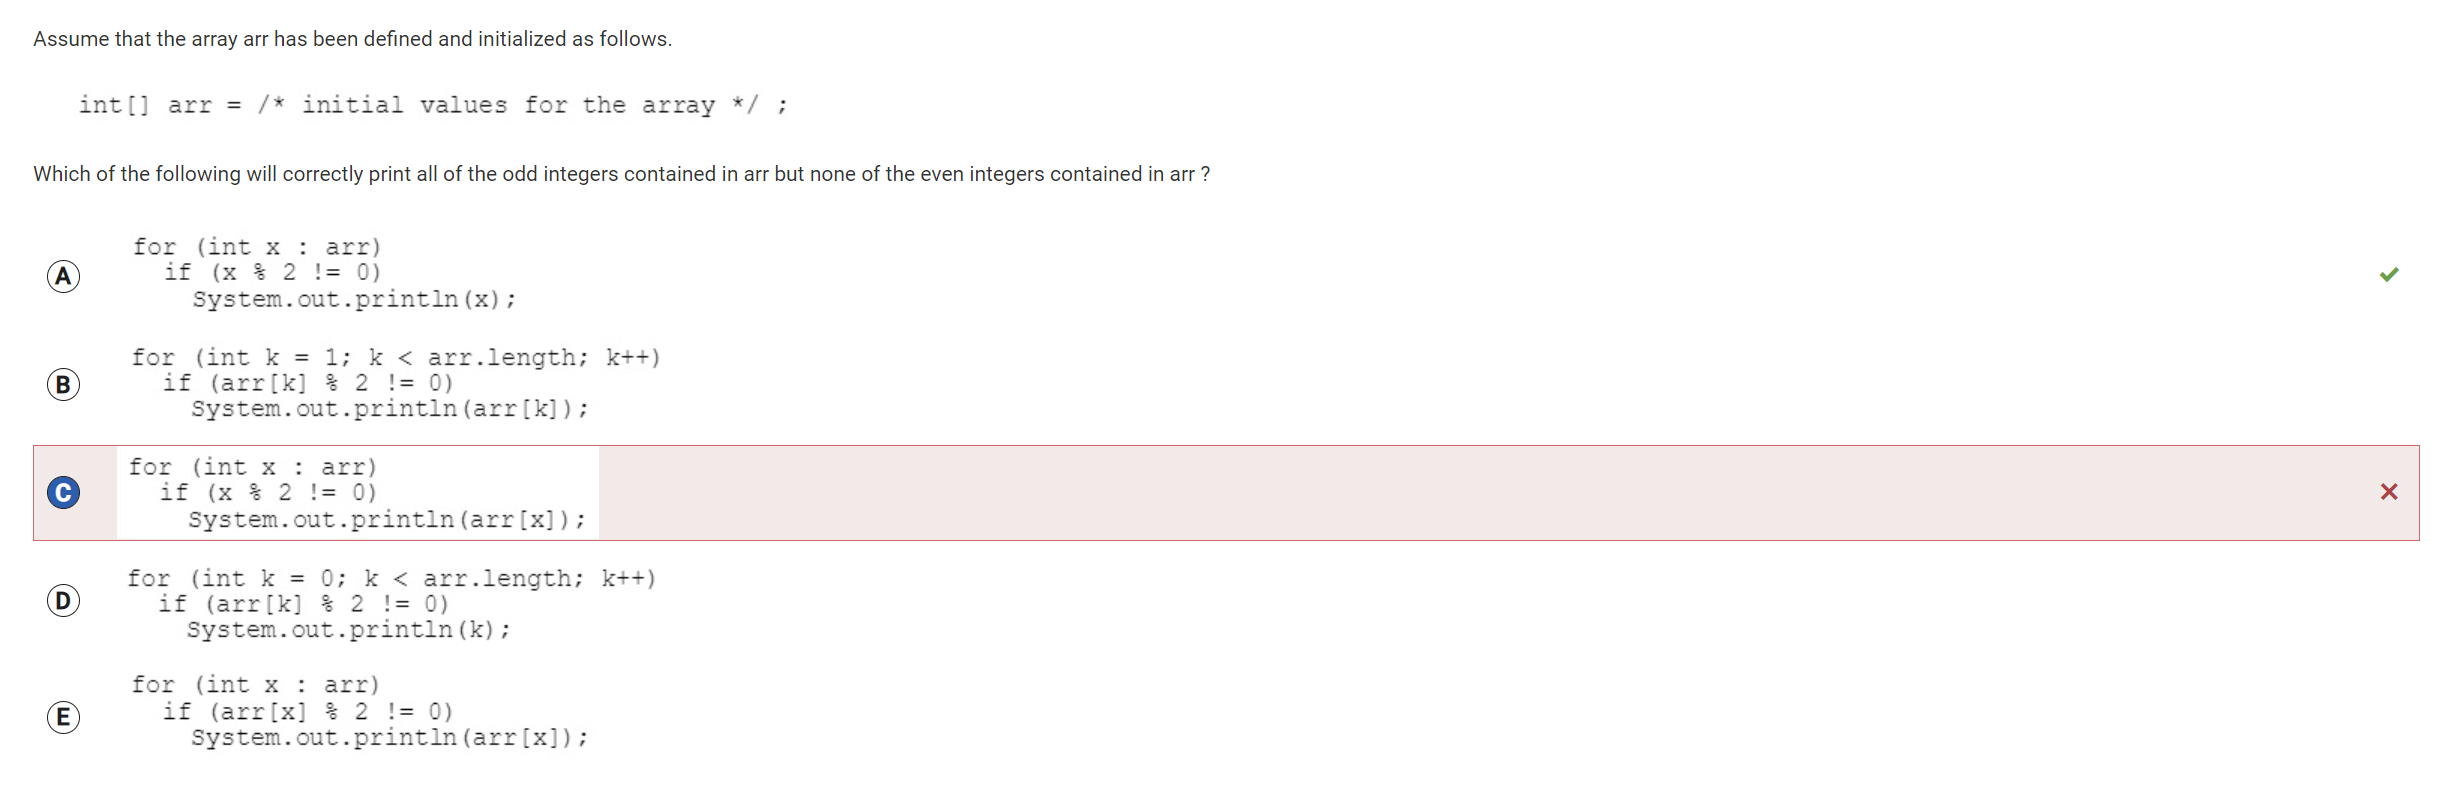 Assume that the array arr has been defined and initialized as follows.
int[] arr = /* initial values for the array */ ;
Which of the following will correctly print all of the odd integers contained in arr but none of the even integers contained in arr ?
A
for (int x : arr)
if (x % 2 != 0)
System.out.println(x);
B
for (int k = 1; k < arr.length; k++)
if (arr[k] % 2 != 0)
System.out.println(arr[k]);
C
for (int x : arr)
if (x % 2 != 0)
System.out.println(arr[x]);
D
for (int k = 0; k < arr.length; k++)
if (arr[k] % 2 != 0)
System.out.println(k);
E
for (int x : arr)
if (arr[x] % 2 != 0)
System.out.println(arr[x]);